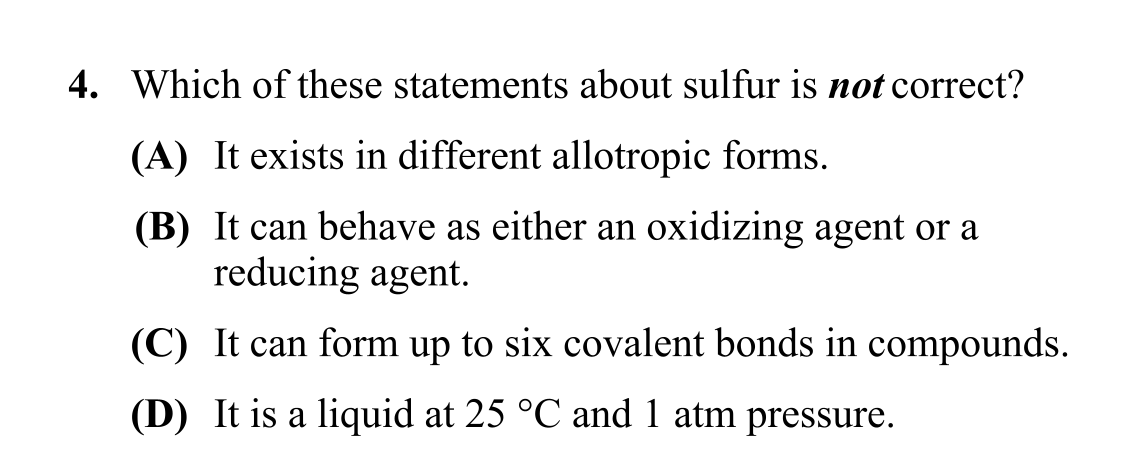 4. Which of these statements about sulfur is not correct?
(A) It exists in different allotropic forms.
(B) It can behave as either an oxidizing agent or a
reducing agent.
(C) It can form up to six covalent bonds in compounds.
(D) It is a liquid at 25 °C and 1 atm pressure.